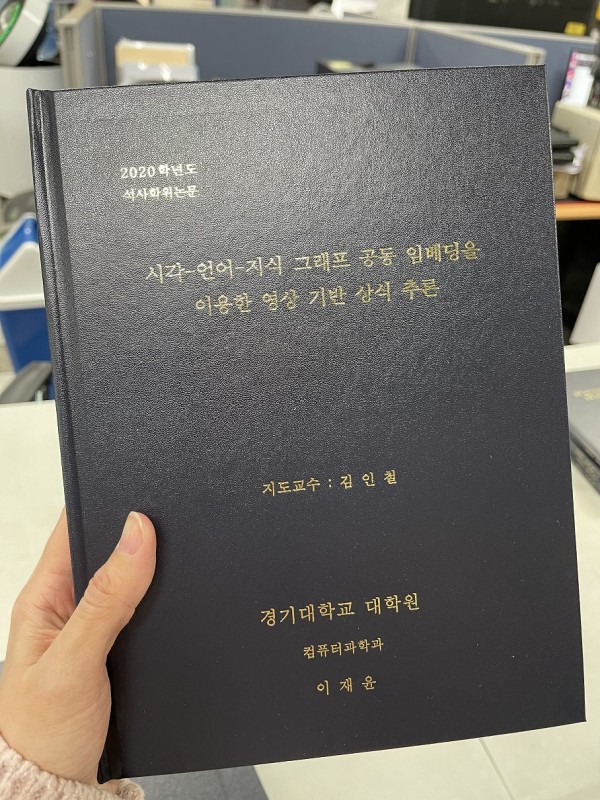 2020학년도
석사학위논문
시각-언어-지식 그래프 공동 임베딩을
이용한 영상 기반 상식 추론
지도교수 : 김 인 철
경기대학교 대학원
컴퓨터과학과
이 재 윤